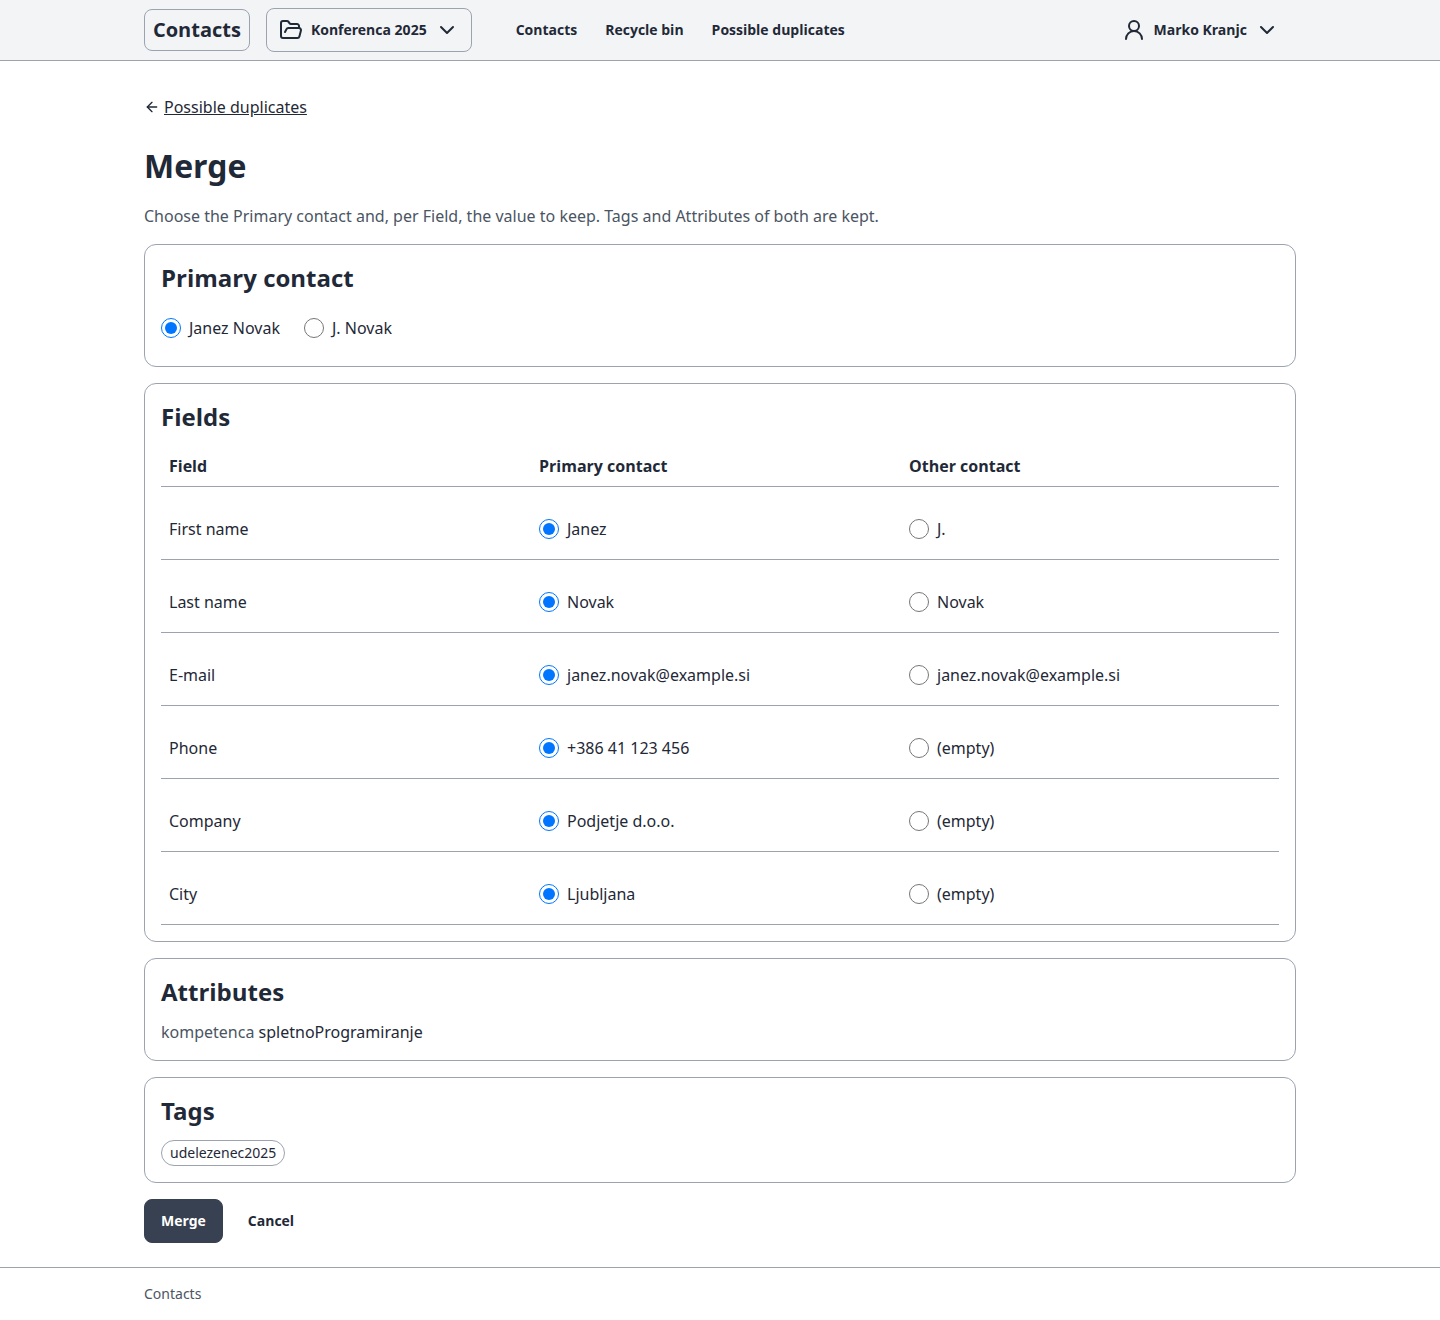 Contacts Konferenca 2025 Contacts Recycle bin Possible duplicates Marko Kranjc
← Possible duplicates
Merge
Choose the Primary contact and, per Field, the value to keep. Tags and Attributes of both are kept.
Primary contact
Janez Novak J. Novak
Fields
Field Primary contact Other contact
First name Janez J.
Last name Novak Novak
E-mail janez.novak@example.si janez.novak@example.si
Phone +386 41 123 456 (empty)
Company Podjetje d.o.o. (empty)
City Ljubljana (empty)
Attributes
kompetenca spletnoProgramiranje
Tags
udelezenec2025
Merge Cancel
Contacts